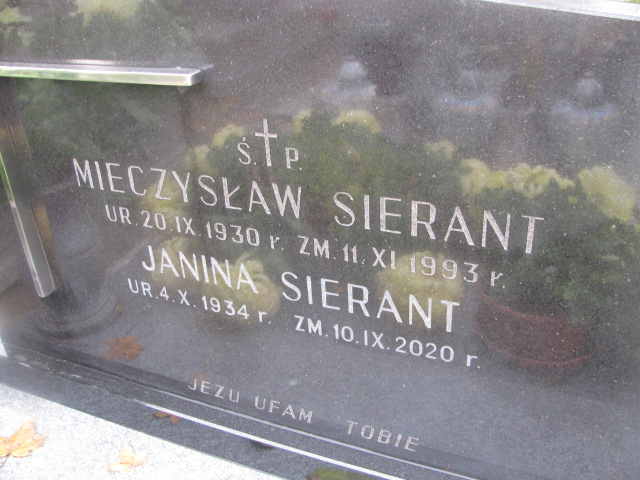 Ś.†P.
MIECZYSŁAW SIERANT
UR. 20.IX.1930 r. ZM. 11.XI.1993 r.
JANINA SIERANT
UR. 4.X.1934 r. ZM. 10.IX.2020 r.
JEZU UFAM TOBIE